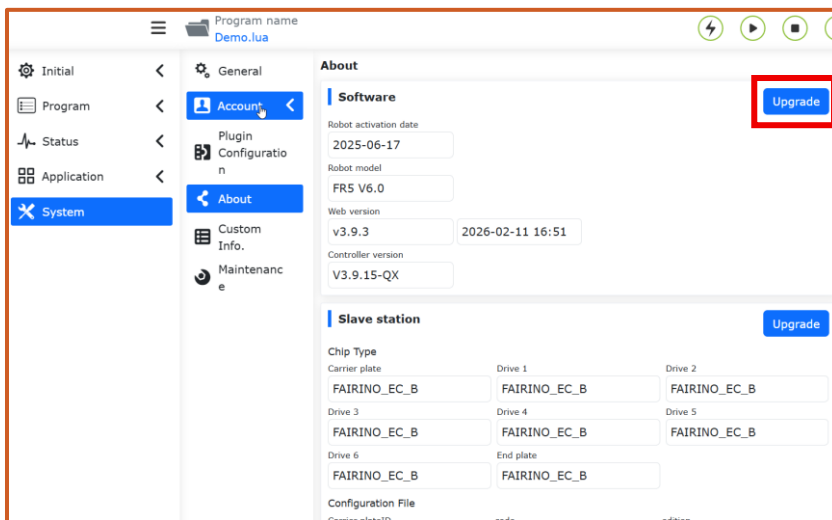 Program name
Demo.lua
Initial
Program
Status
Application
System
General
Account
Plugin
Configuratio
n
About
Custom
Info.
Maintenanc
e
About
Software
Upgrade
Robot activation date
2025-06-17
Robot model
FR5 V6.0
Web version
v3.9.3 2026-02-11 16:51
Controller version
V3.9.15-QX
Slave station
Upgrade
Chip Type
Carrier plate Drive 1 Drive 2
FAIRINO_EC_B FAIRINO_EC_B FAIRINO_EC_B
Drive 3 Drive 4 Drive 5
FAIRINO_EC_B FAIRINO_EC_B FAIRINO_EC_B
Drive 6 End plate
FAIRINO_EC_B FAIRINO_EC_B
Configuration File
Carrier plateID code edition